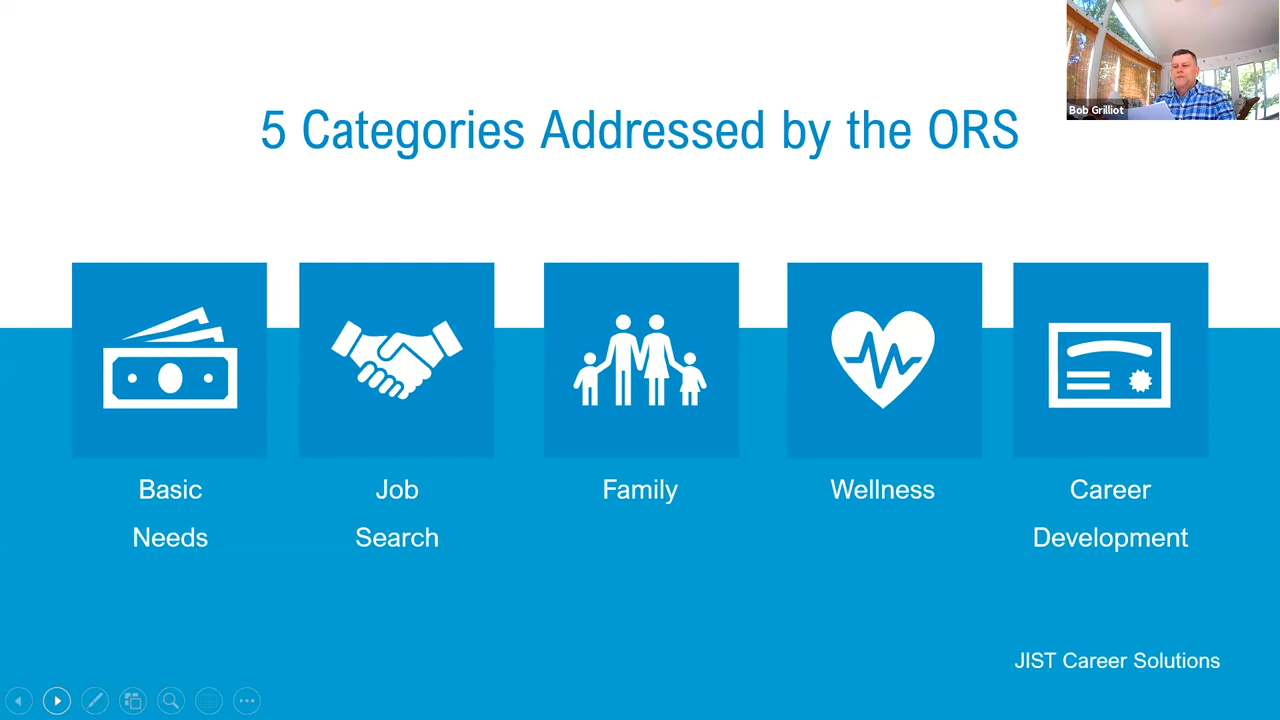 Bob Grilliot
5 Categories Addressed by the ORS
Basic
Needs
Job
Search
Family
Wellness
Career
Development
JIST Career Solutions